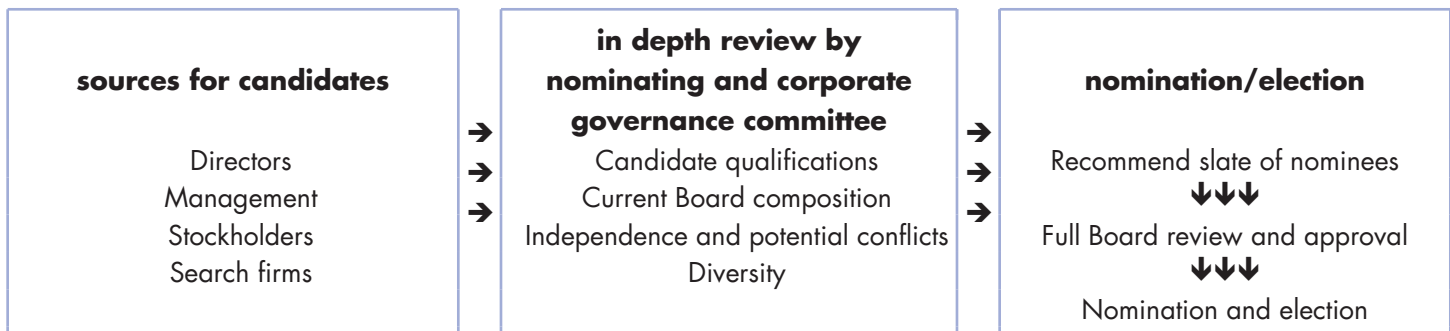 sources for candidates
Directors
Management
Stockholders
Search firms
➔
➔
➔
in depth review by
nominating and corporate
governance committee
Candidate qualifications
Current Board composition
Independence and potential conflicts
Diversity
➔
➔
➔
nomination/election
Recommend slate of nominees
🡻🡻🡻
Full Board review and approval
🡻🡻🡻
Nomination and election